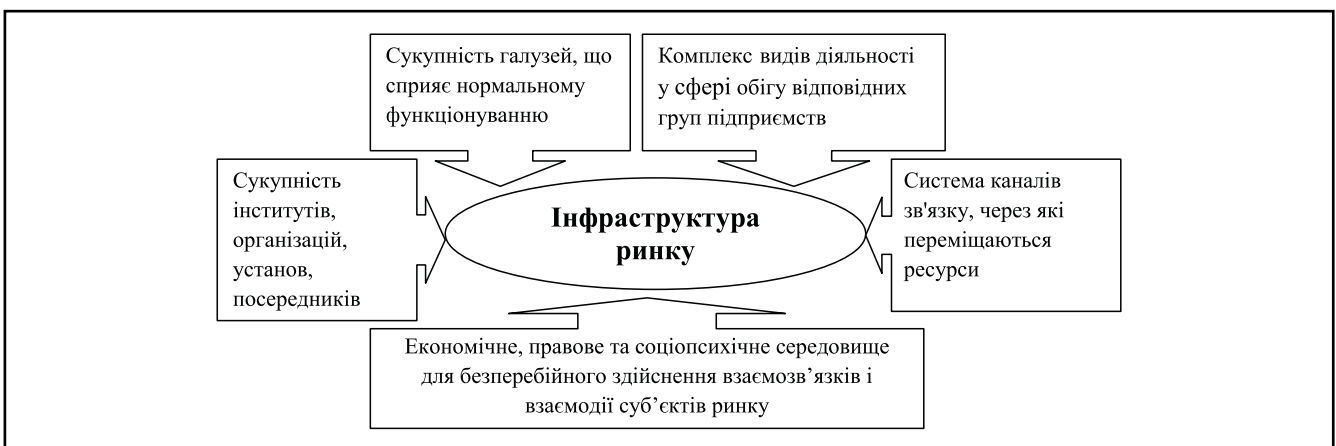 Сукупність галузей, що
сприяє нормальному
функціонуванню
Комплекс видів діяльності
у сфері обігу відповідних
груп підприємств
Сукупність
інститутів,
організацій,
установ,
посередників
Інфраструктура
ринку
Система каналів
зв'язку, через які
переміщаються
ресурси
Економічне, правове та соціопсихічне середовище
для безперебійного здійснення взаємозв’язків і
взаємодії суб’єктів ринку